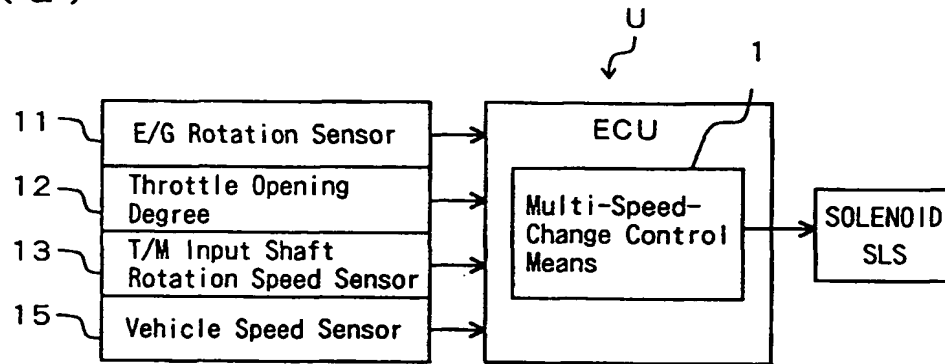 (a)
U
1
11
E/G Rotation Sensor
ECU
12
Throttle Opening
Degree
Multi-Speed-
Change Control
Means
SOLENOID
SLS
13
T/M Input Shaft
Rotation Speed Sensor
15
Vehicle Speed Sensor